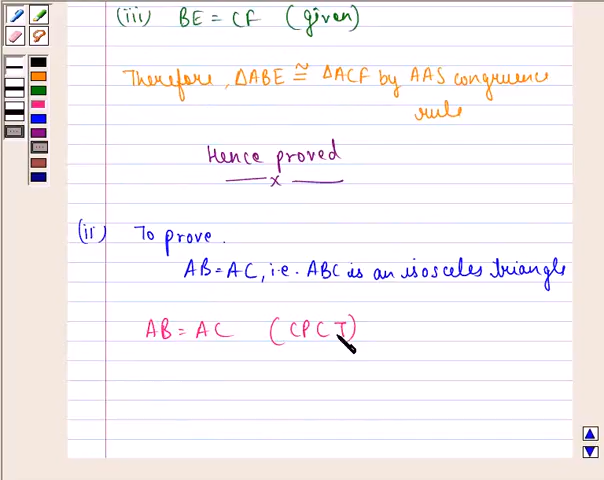 (iii) BE = CF (given)
Therefore, ΔABE ≅ ΔACF by AAS congruence
rule
Hence proved
x
(ii) To prove.
AB = AC, i.e. ABC is an isosceles triangle
AB = AC (CPCT)